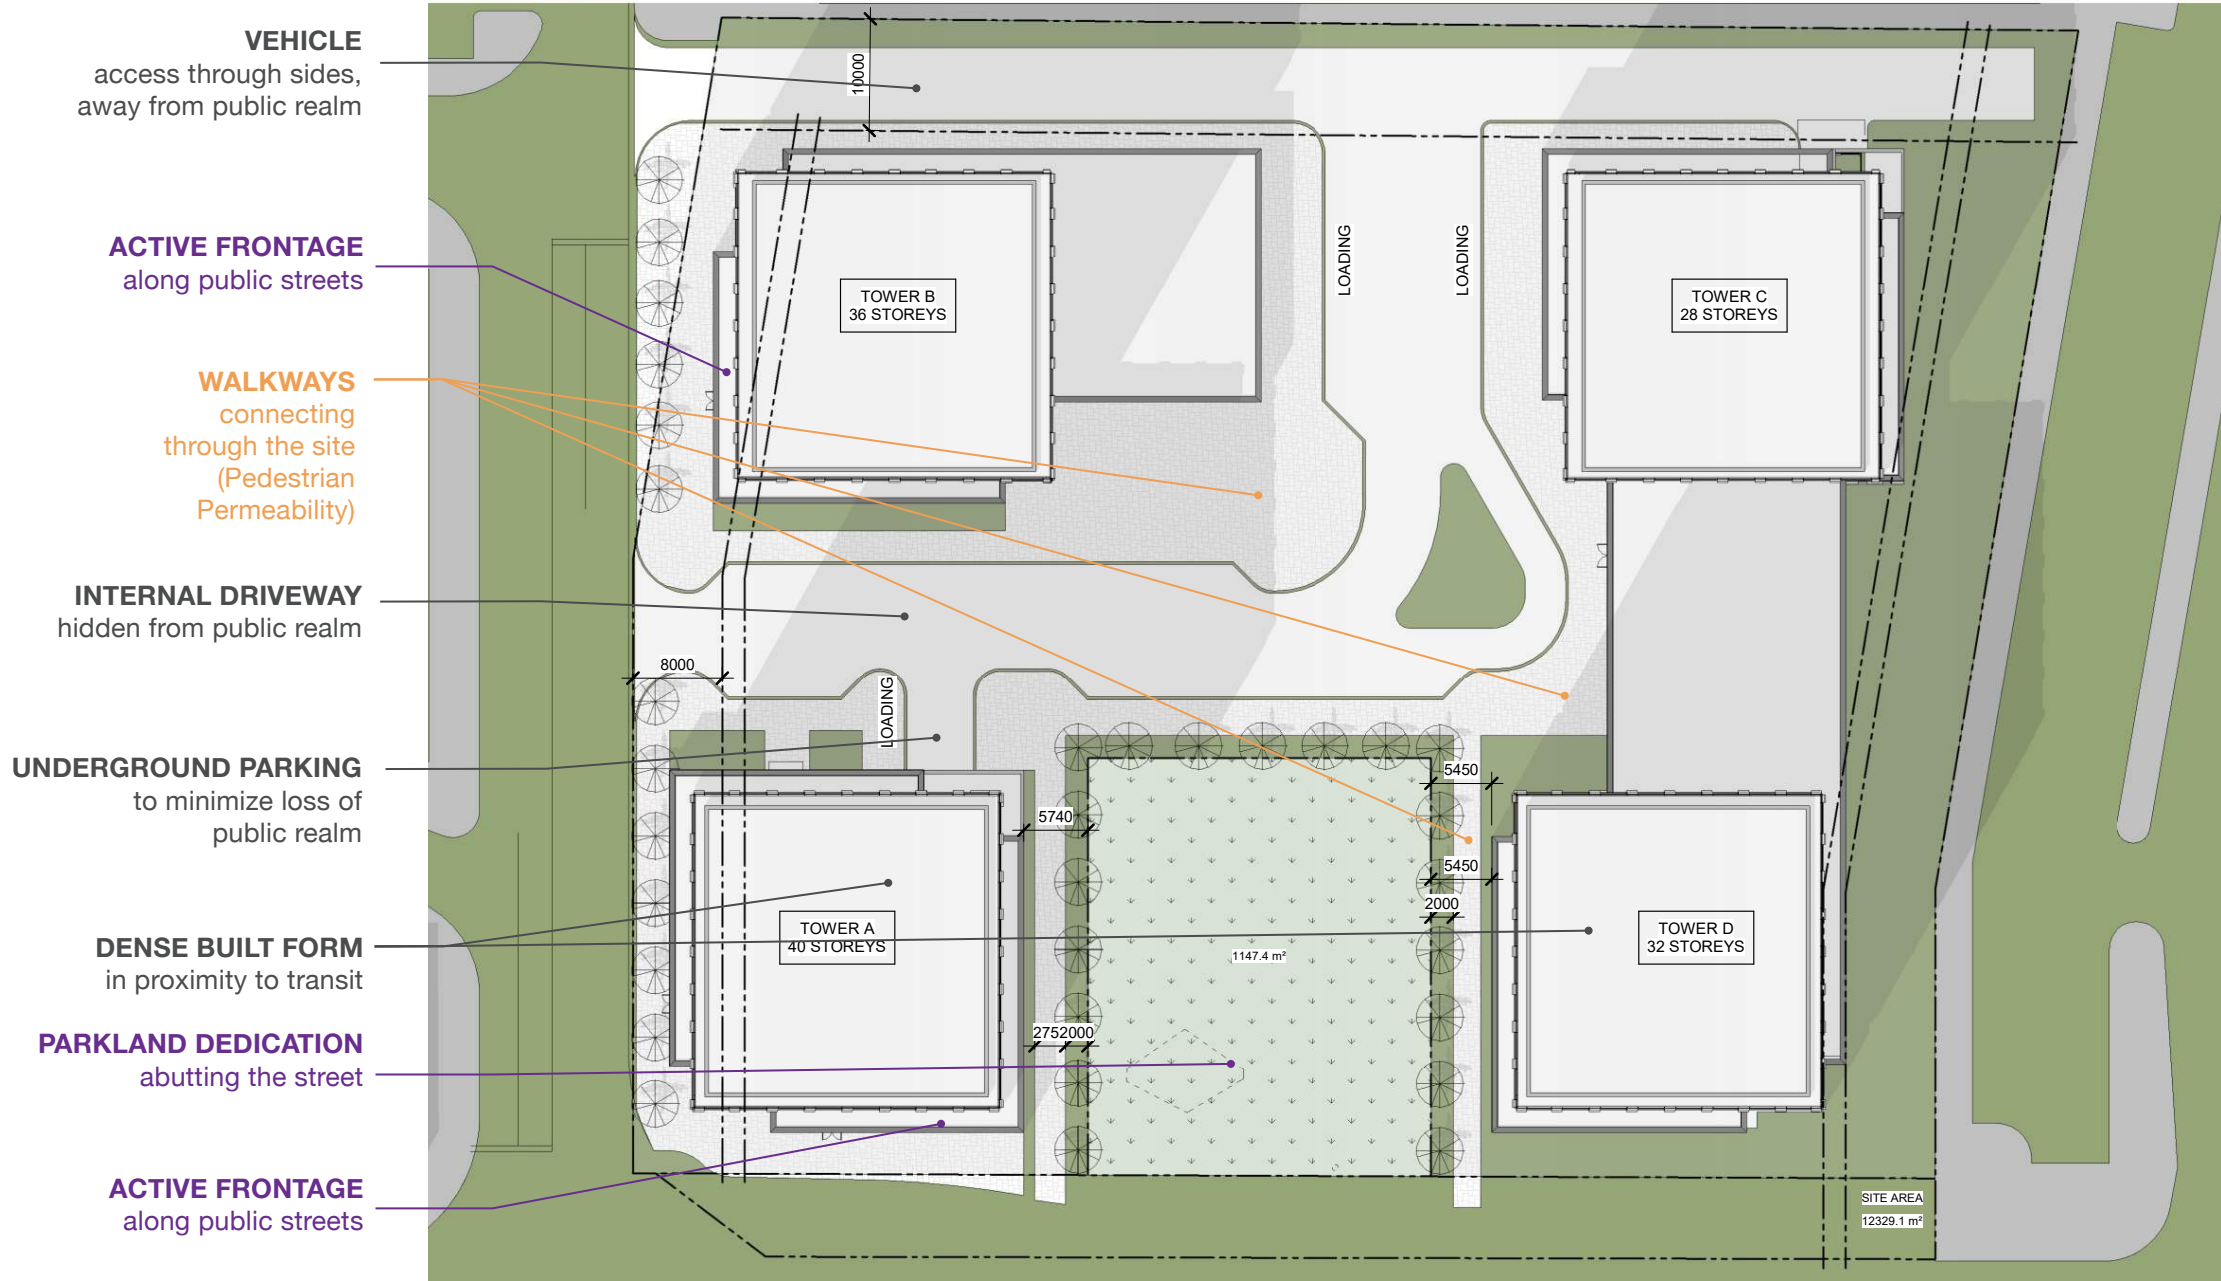 VEHICLE
access through sides,
away from public realm
ACTIVE FRONTAGE
along public streets
WALKWAYS
connecting
through the site
(Pedestrian
Permeability)
INTERNAL DRIVEWAY
hidden from public realm
UNDERGROUND PARKING
to minimize loss of
public realm
DENSE BUILT FORM
in proximity to transit
PARKLAND DEDICATION
abutting the street
ACTIVE FRONTAGE
along public streets
10000
TOWER B
36 STOREYS
LOADING
LOADING
TOWER C
28 STOREYS
8000
LOADING
5740
5450
5450
2000
TOWER A
40 STOREYS
1147.4 m²
TOWER D
32 STOREYS
2752000
SITE AREA
12329.1 m²